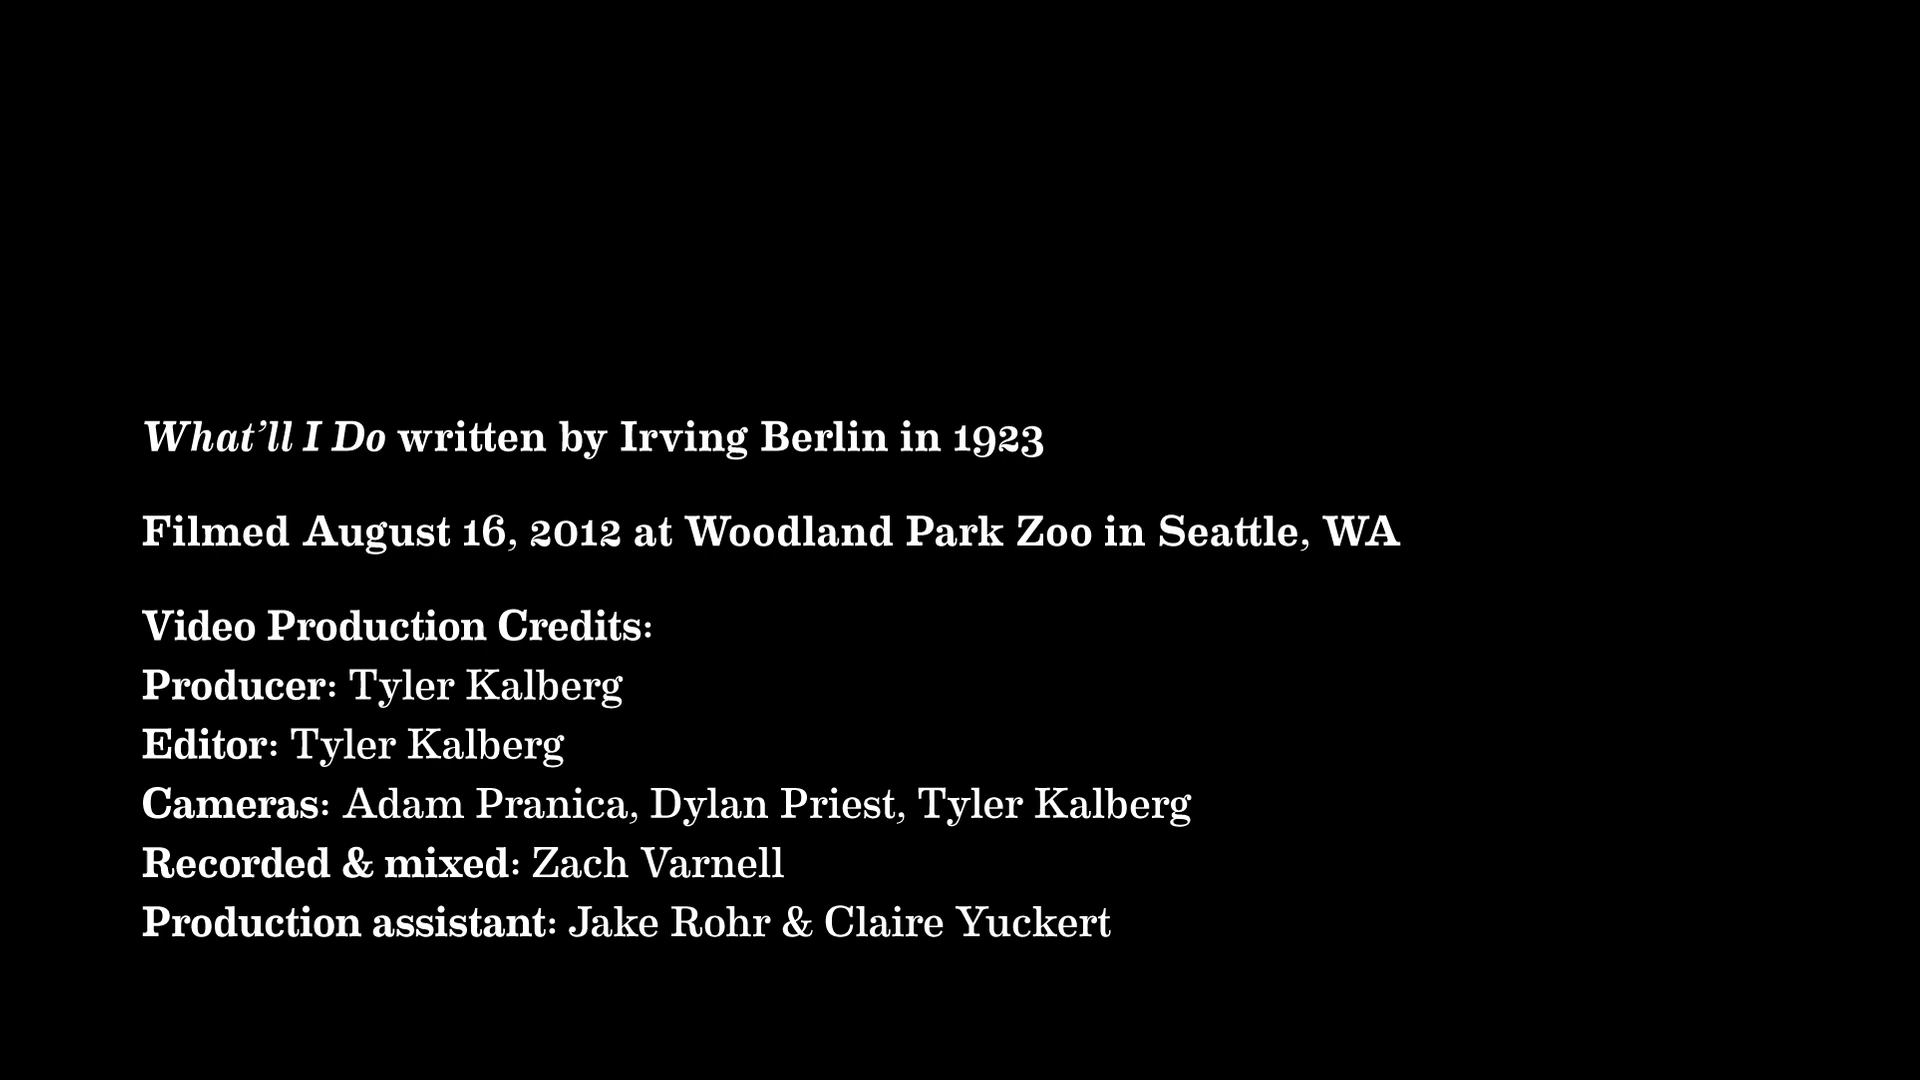 What’ll I Do written by Irving Berlin in 1923
Filmed August 16, 2012 at Woodland Park Zoo in Seattle, WA
Video Production Credits:
Producer: Tyler Kalberg
Editor: Tyler Kalberg
Cameras: Adam Pranica, Dylan Priest, Tyler Kalberg
Recorded & mixed: Zach Varnell
Production assistant: Jake Rohr & Claire Yuckert